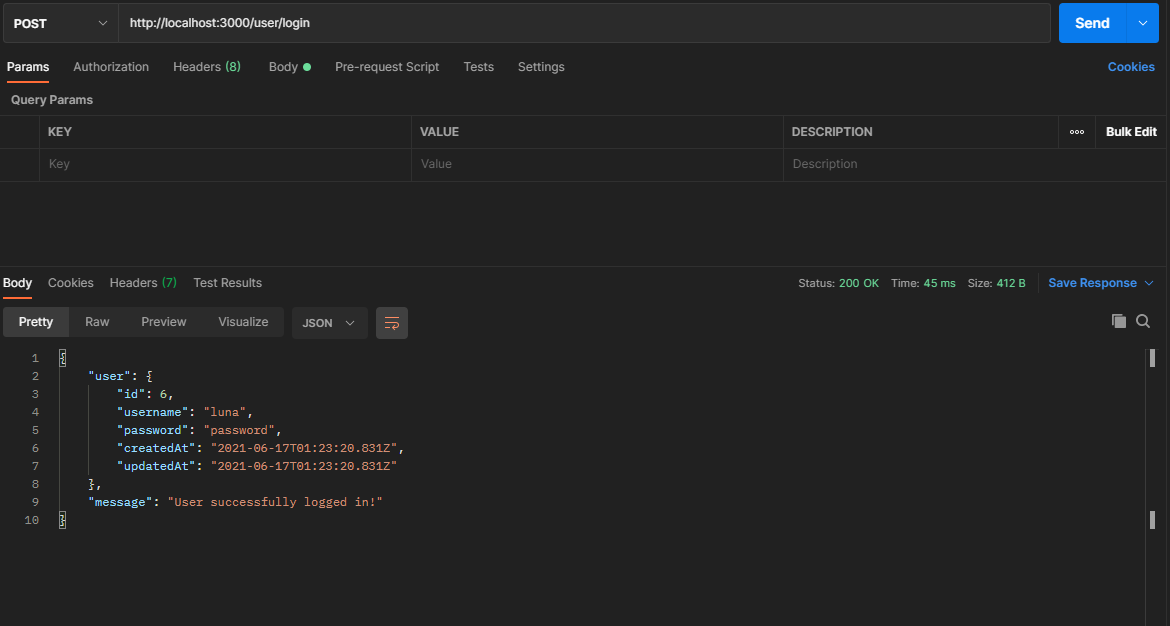 POST http://localhost:3000/user/login Send
Params Authorization Headers (8) Body Pre-request Script Tests Settings Cookies
Query Params
KEY VALUE DESCRIPTION ooo Bulk Edit
Key Value Description
Body Cookies Headers (7) Test Results Status: 200 OK Time: 45 ms Size: 412 B Save Response
Pretty Raw Preview Visualize JSON
1 {
2 "user": {
3 "id": 6,
4 "username": "luna",
5 "password": "password",
6 "createdAt": "2021-06-17T01:23:20.831Z",
7 "updatedAt": "2021-06-17T01:23:20.831Z"
8 },
9 "message": "User successfully logged in!"
10 }